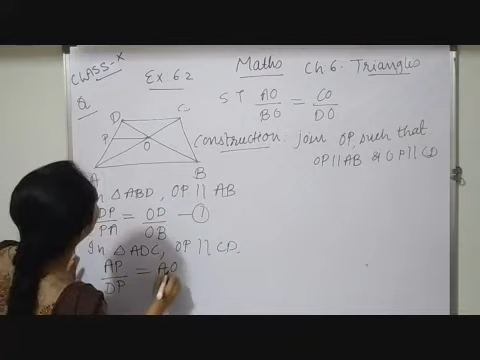 CLASS-X
Ex. 6.2
Maths
Ch 6. Triangles
Q
S T AO/BO = CO/DO
D C
P O
A B
Construction: join OP, such that
OP || AB & OP || CD
In △ABD, OP || AB
DP/PA = OD/OB —①
In △ADC, OP || CD.
AP/DP = AO